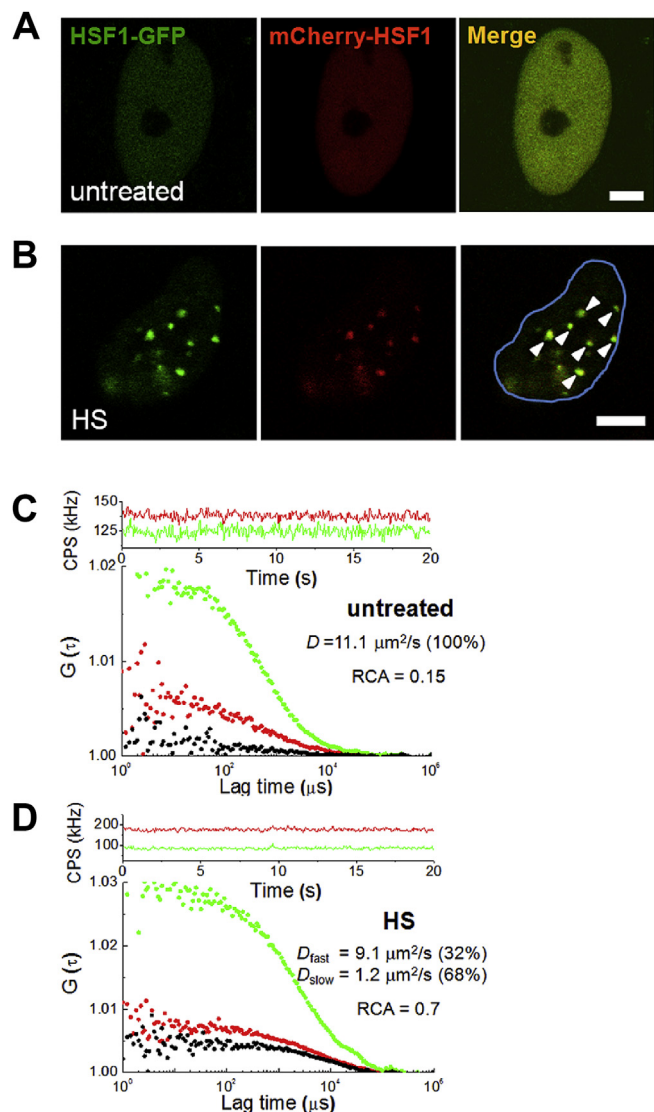 A
HSF1-GFP
mCherry-HSF1
Merge
untreated
B
HS
C
CPS (kHz)
150
125
0 5 10 15 20
Time (s)
G (τ)
1.02
1.01
1.00
untreated
D =11.1 μm²/s (100%)
RCA = 0.15
10⁰ 10² 10⁴ 10⁶
Lag time (μs)
D
CPS (kHz)
200
100
0 5 10 15 20
Time (s)
G (τ)
1.03
1.02
1.01
1.00
HS
Dfast = 9.1 μm²/s (32%)
Dslow = 1.2 μm²/s (68%)
RCA = 0.7
10⁰ 10² 10⁴ 10⁶
Lag time (μs)